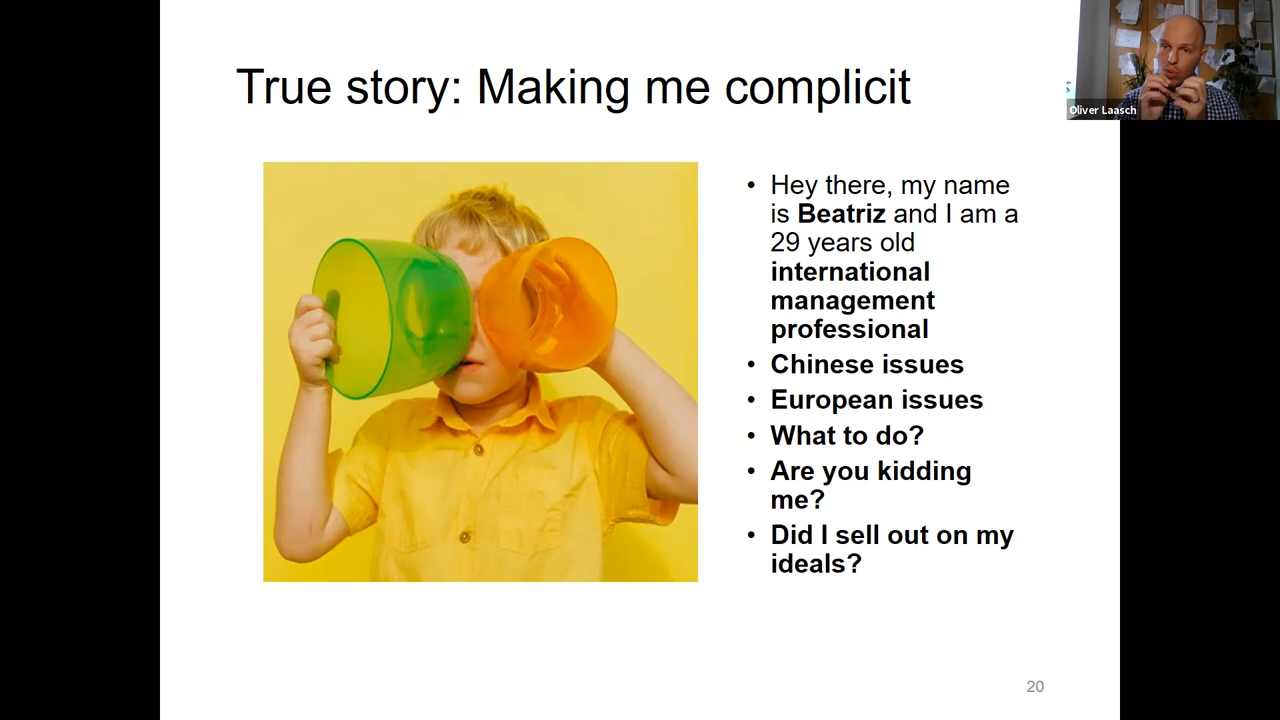 True story: Making me complicit
Oliver Laasch
• Hey there, my name
is Beatriz and I am a
29 years old
international
management
professional
• Chinese issues
• European issues
• What to do?
• Are you kidding
me?
• Did I sell out on my
ideals?
20